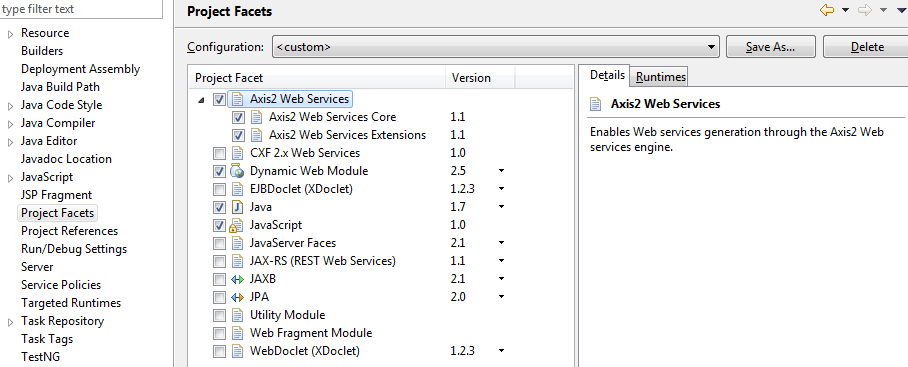 type filter text
Resource
Builders
Deployment Assembly
Java Build Path
Java Code Style
Java Compiler
Java Editor
Javadoc Location
JavaScript
JSP Fragment
Project Facets
Project References
Run/Debug Settings
Server
Service Policies
Targeted Runtimes
Task Repository
Task Tags
TestNG
Project Facets
Configuration: <custom> Save As... Delete
Project Facet Version
Axis2 Web Services
Axis2 Web Services Core 1.1
Axis2 Web Services Extensions 1.1
CXF 2.x Web Services 1.0
Dynamic Web Module 2.5
EJBDoclet (XDoclet) 1.2.3
Java 1.7
JavaScript 1.0
JavaServer Faces 2.1
JAX-RS (REST Web Services) 1.1
JAXB 2.1
JPA 2.0
Utility Module
Web Fragment Module
WebDoclet (XDoclet) 1.2.3
Details Runtimes
Axis2 Web Services
Enables Web services generation through the Axis2 Web
services engine.